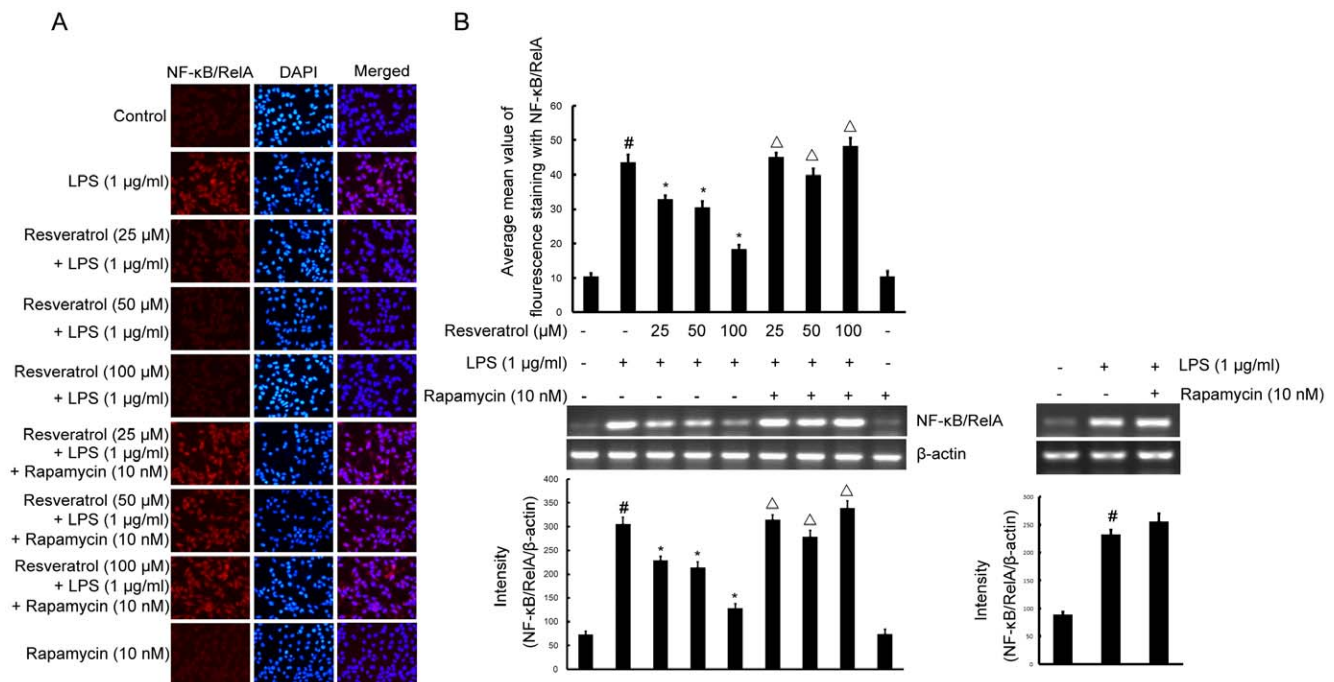 A
NF-κB/RelA DAPI Merged
Control
LPS (1 µg/ml)
Resveratrol (25 µM)
+ LPS (1 µg/ml)
Resveratrol (50 µM)
+ LPS (1 µg/ml)
Resveratrol (100 µM)
+ LPS (1 µg/ml)
Resveratrol (25 µM)
+ LPS (1 µg/ml)
+ Rapamycin (10 nM)
Resveratrol (50 µM)
+ LPS (1 µg/ml)
+ Rapamycin (10 nM)
Resveratrol (100 µM)
+ LPS (1 µg/ml)
+ Rapamycin (10 nM)
Rapamycin (10 nM)
B
Average mean value of
flourescence staining with NF-κB/RelA
60
50
40
30
20
10
0
# * * * △ △ △
Resveratrol (µM) - - 25 50 100 25 50 100 -
LPS (1 µg/ml) - + + + + + + + -
Rapamycin (10 nM) - - - - - + + + +
NF-κB/RelA
β-actin
Intensity
(NF-κB/RelA/β-actin)
400
350
300
250
200
150
100
50
0
# * * * △ △ △
- + + LPS (1 µg/ml)
- - + Rapamycin (10 nM)
Intensity
(NF-κB/RelA/β-actin)
300
250
200
150
100
50
0
#